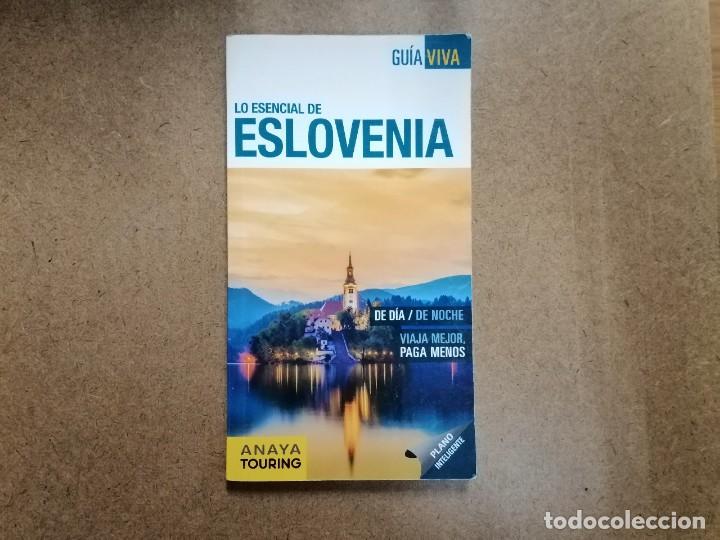 GUÍA VIVA
LO ESENCIAL DE
ESLOVENIA
DE DÍA / DE NOCHE
VIAJA MEJOR,
PAGA MENOS
ANAYA
TOURING
PLANO
INTELIGENTE
todocoleccion.net